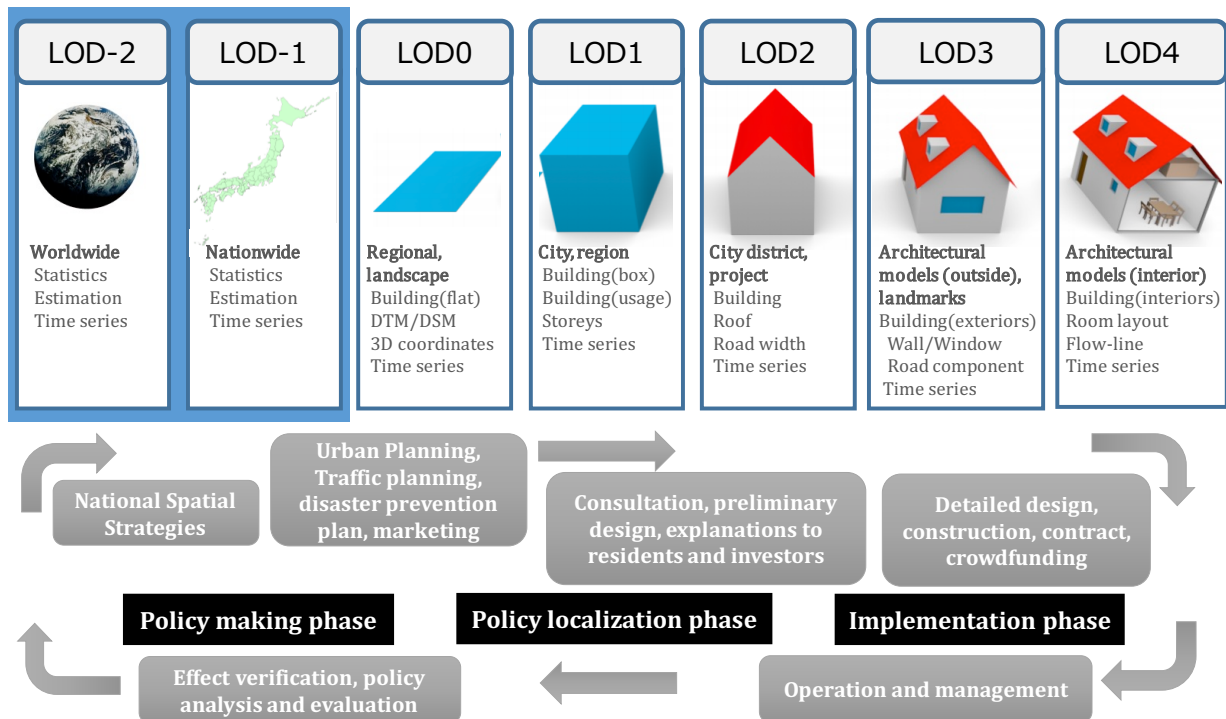 LOD-2
LOD-1
LOD0
LOD1
LOD2
LOD3
LOD4
Worldwide
Statistics
Estimation
Time series
Nationwide
Statistics
Estimation
Time series
Regional,
landscape
Building(flat)
DTM/DSM
3D coordinates
Time series
City,region
Building(box)
Building(usage)
Storeys
Time series
City district,
project
Building
Roof
Road width
Time series
Architectural
models (outside),
landmarks
Building(exteriors)
Wall/Window
Road component
Time series
Architectural
models (interior)
Building(interiors)
Room layout
Flow-line
Time series
National Spatial
Strategies
Urban Planning,
Traffic planning,
disaster prevention
plan, marketing
Consultation, preliminary
design, explanations to
residents and investors
Detailed design,
construction, contract,
crowdfunding
Policy making phase
Policy localization phase
Implementation phase
Effect verification, policy
analysis and evaluation
Operation and management